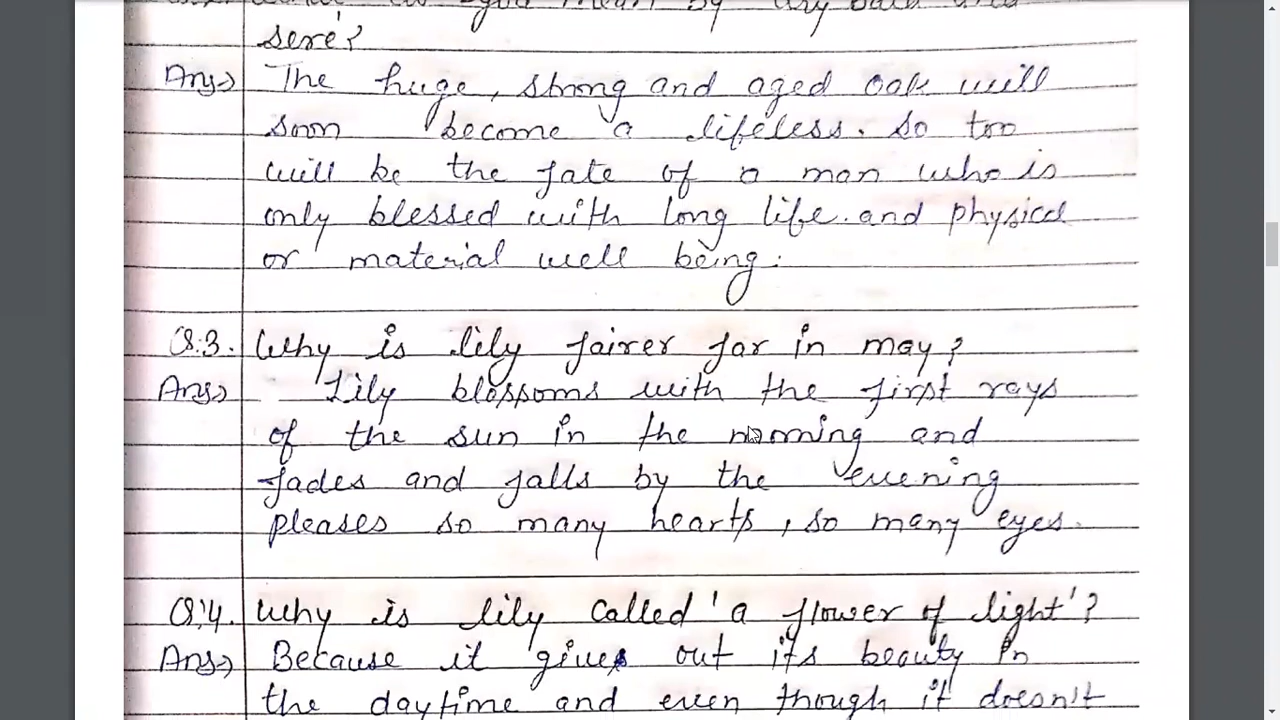 sere?
Ans→ The huge, strong and aged oak will
soon become a lifeless. So too
will be the fate of a man who is
only blessed with long life and physical
or material well being.
Q.3. Why is lily fairer far in may?
Ans→ Lily blossoms with the first rays
of the sun in the morning and
fades and falls by the evening
pleases so many hearts, so many eyes.
Q.4. Why is lily called 'a flower of light'?
Ans→ Because it gives out its beauty in
the daytime and even though it doesn't